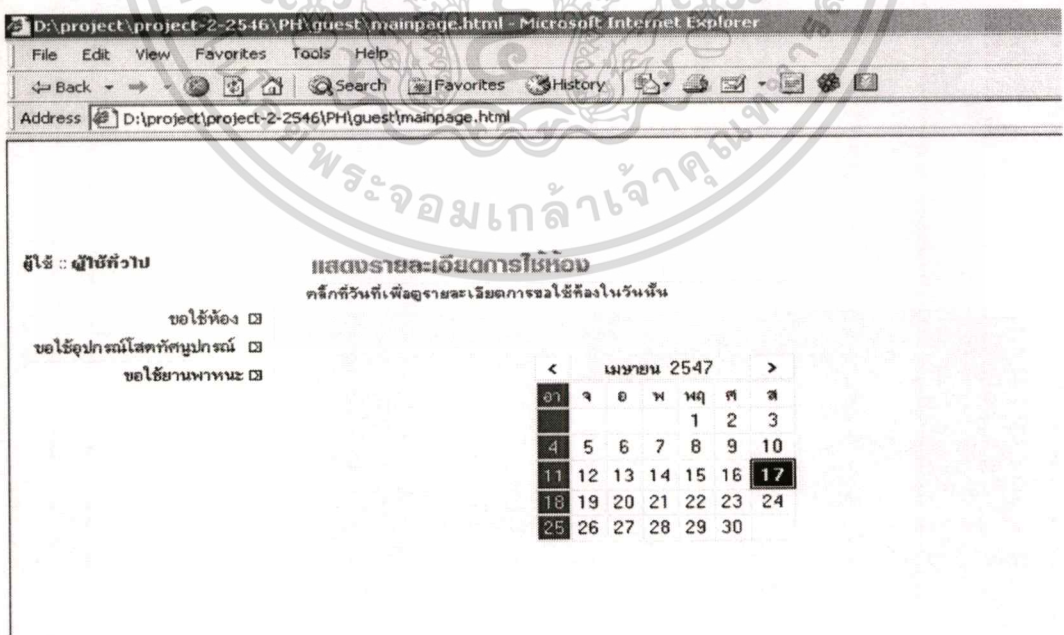 D:\project\project-2-2546\PH\guest\mainpage.html - Microsoft Internet Explorer
File Edit View Favorites Tools Help
Back Search Favorites History
Address D:\project\project-2-2546\PH\guest\mainpage.html
พระจอมเกล้าเจ้าคุณ
ผู้ใช้ :: ผู้ใช้ทั่วไป
แสดงรายละเอียดการใช้ห้อง
คลิ๊กที่วันที่เพื่อดูรายละเอียดการขอใช้ห้องในวันนั้น
ขอใช้ห้อง
ขอใช้อุปกรณ์โสตทัศนูปกรณ์
ขอใช้ยานพาหนะ
< เมษายน 2547 >
อา จ อ พ พฤ ศ ส
1 2 3
4 5 6 7 8 9 10
11 12 13 14 15 16 17
18 19 20 21 22 23 24
25 26 27 28 29 30